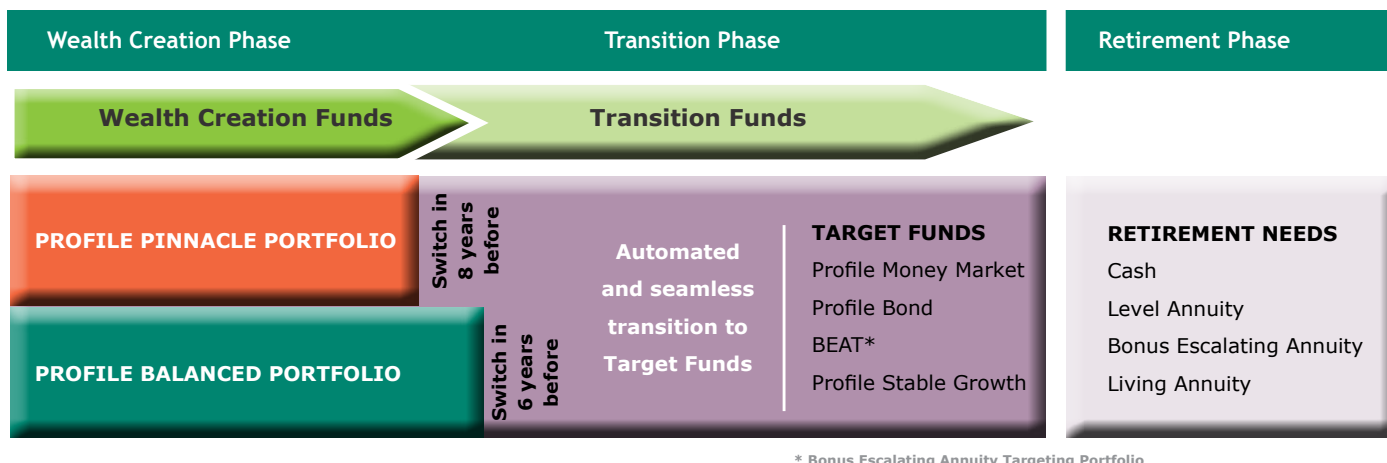 Wealth Creation Phase
Transition Phase
Retirement Phase
Wealth Creation Funds
Transition Funds
PROFILE PINNACLE PORTFOLIO
Switch in
8 years
before
PROFILE BALANCED PORTFOLIO
Switch in
6 years
before
Automated
and seamless
transition to
Target Funds
TARGET FUNDS
Profile Money Market
Profile Bond
BEAT*
Profile Stable Growth
RETIREMENT NEEDS
Cash
Level Annuity
Bonus Escalating Annuity
Living Annuity
* Bonus Escalating Annuity Targeting Portfolio